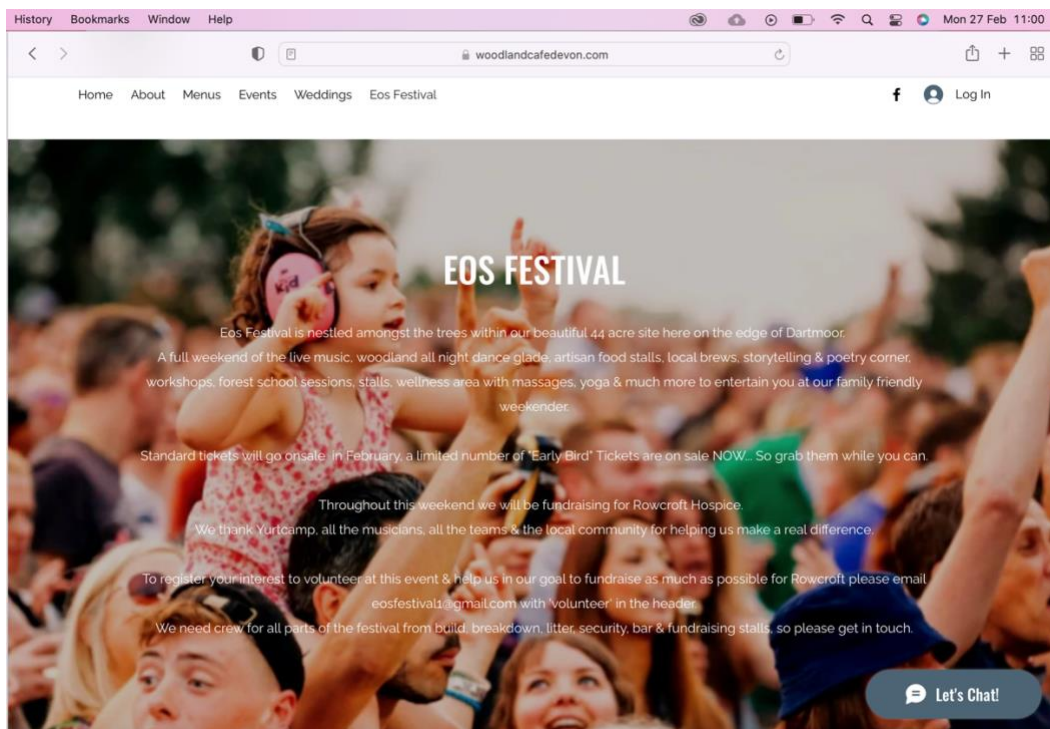 History Bookmarks Window Help Mon 27 Feb 11:00
woodlandcafedevon.com
Home About Menus Events Weddings Eos Festival f Log In
kid
EOS FESTIVAL
Eos Festival is nestled amongst the trees within our beautiful 44 acre site here on the edge of Dartmoor.
A full weekend of the live music, woodland all night dance glade, artisan food stalls, local brews, storytelling & poetry corner,
workshops, forest school sessions, stalls, wellness area with massages, yoga & much more to entertain you at our family friendly
weekender.
Standard tickets will go onsale in February, a limited number of "Early Bird" Tickets are on sale NOW... So grab them while you can.
Throughout this weekend we will be fundraising for Rowcroft Hospice.
We thank Yurtcamp, all the musicians, all the teams & the local community for helping us make a real difference.
To register your interest to volunteer at this event & help us in our goal to fundraise as much as possible for Rowcroft please email
eosfestival1@gmail.com with 'volunteer' in the header.
We need crew for all parts of the festival from build, breakdown, litter, security, bar & fundraising stalls, so please get in touch.
Let's Chat!